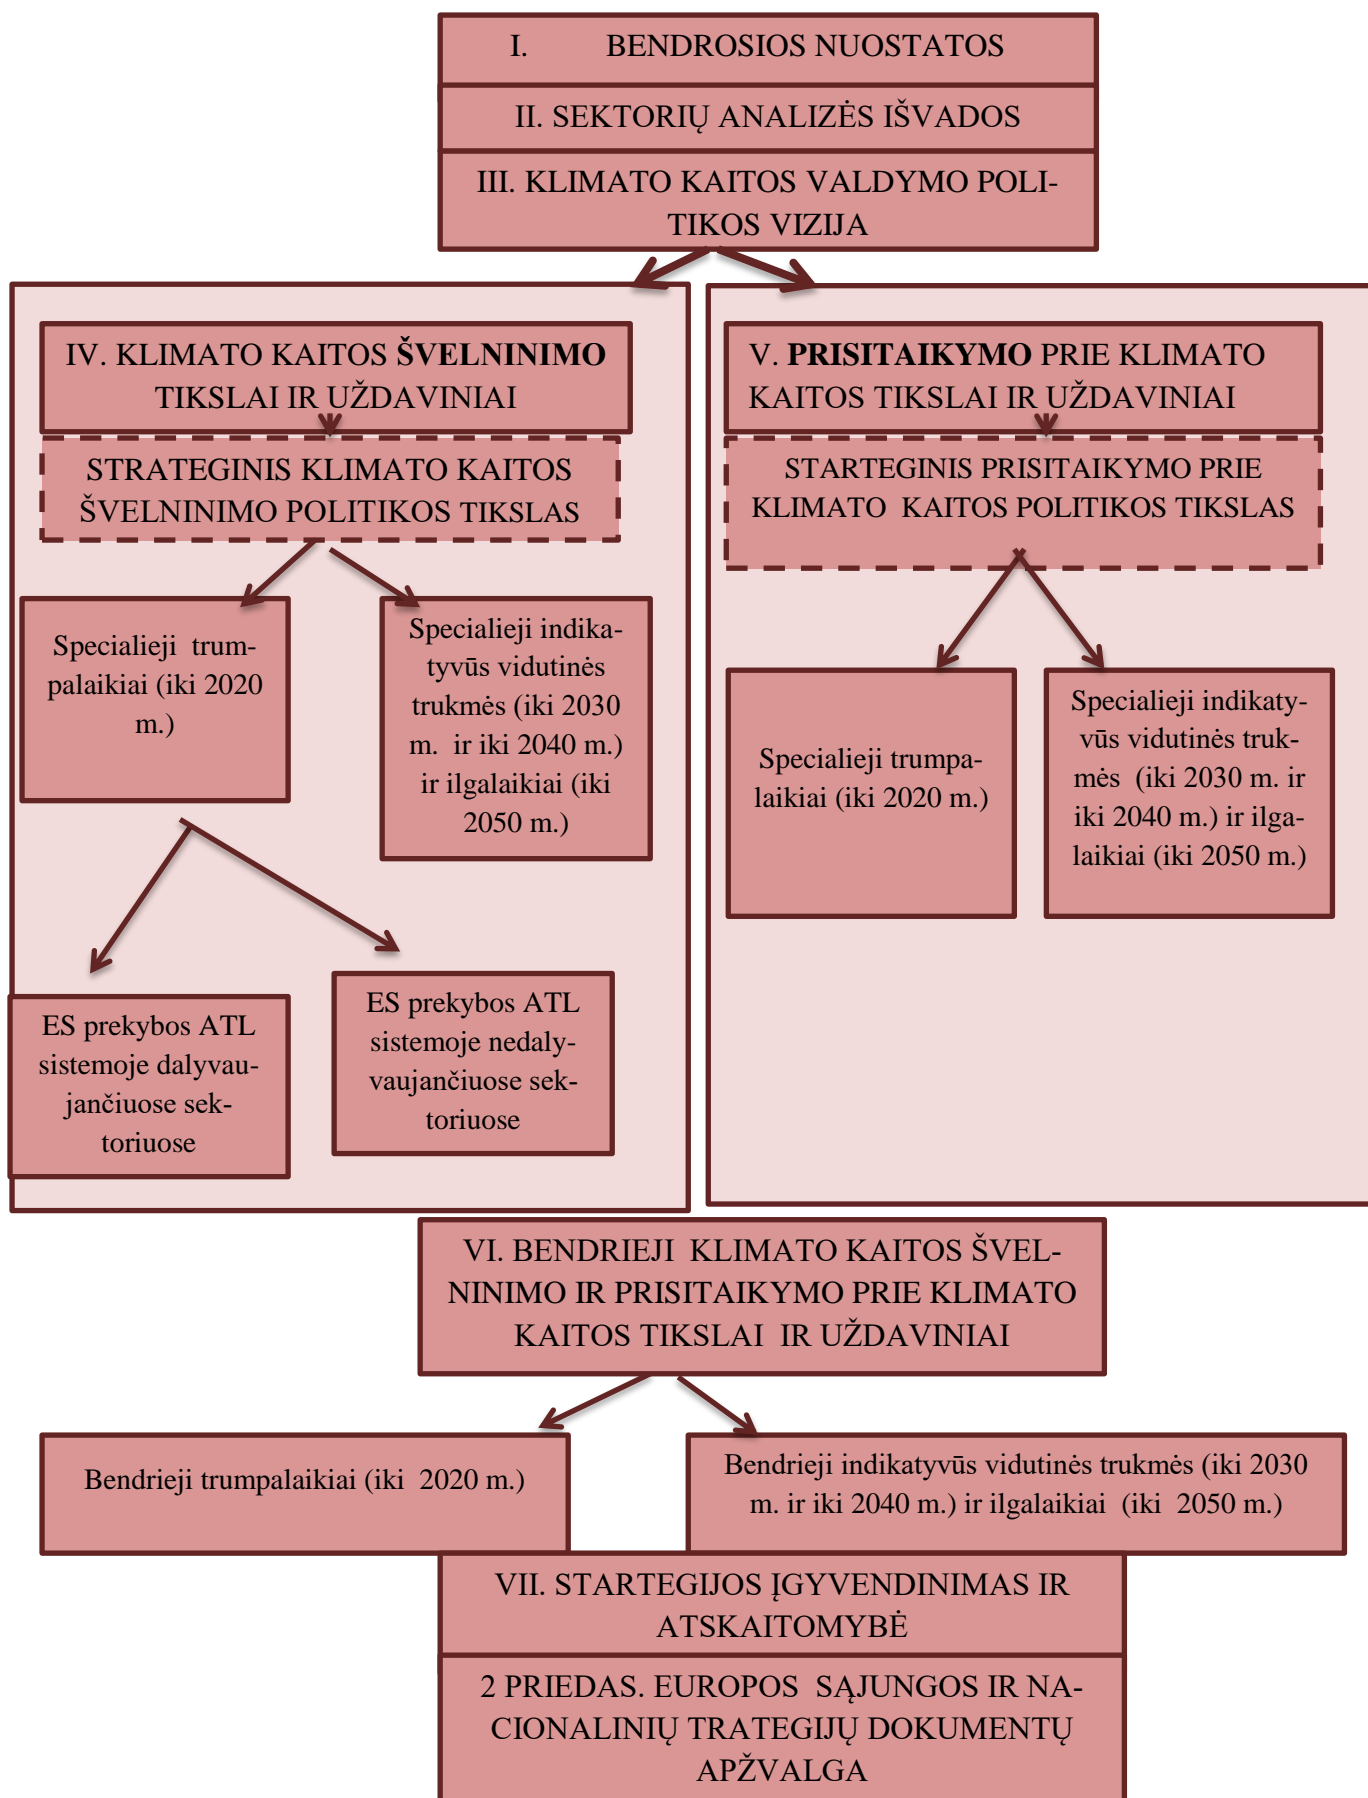 I. BENDROSIOS NUOSTATOS
II. SEKTORIŲ ANALIZĖS IŠVADOS
III. KLIMATO KAITOS VALDYMO POLI-
TIKOS VIZIJA
IV. KLIMATO KAITOS ŠVELNINIMO
TIKSLAI IR UŽDAVINIAI
STRATEGINIS KLIMATO KAITOS
ŠVELNINIMO POLITIKOS TIKSLAS
Specialieji trum-
palaikiai (iki 2020
m.)
Specialieji indika-
tyvūs vidutinės
trukmės (iki 2030
m. ir iki 2040 m.)
ir ilgalaikiai (iki
2050 m.)
ES prekybos ATL
sistemoje dalyvau-
jančiuose sek-
toriuose
ES prekybos ATL
sistemoje nedaly-
vaujančiuose sek-
toriuose
V. PRISITAIKYMO PRIE KLIMATO
KAITOS TIKSLAI IR UŽDAVINIAI
STARTEGINIS PRISITAIKYMO PRIE
KLIMATO KAITOS POLITIKOS TIKSLAS
Specialieji trumpa-
laikiai (iki 2020 m.)
Specialieji indikaty-
vūs vidutinės truk-
mės (iki 2030 m. ir
iki 2040 m.) ir ilga-
laikiai (iki 2050 m.)
VI. BENDRIEJI KLIMATO KAITOS ŠVEL-
NINIMO IR PRISITAIKYMO PRIE KLIMATO
KAITOS TIKSLAI IR UŽDAVINIAI
Bendrieji trumpalaikiai (iki 2020 m.)
Bendrieji indikatyvūs vidutinės trukmės (iki 2030
m. ir iki 2040 m.) ir ilgalaikiai (iki 2050 m.)
VII. STARTEGIJOS ĮGYVENDINIMAS IR
ATSKAITOMYBĖ
2 PRIEDAS. EUROPOS SĄJUNGOS IR NA-
CIONALINIŲ TRATEGIJŲ DOKUMENTŲ
APŽVALGA